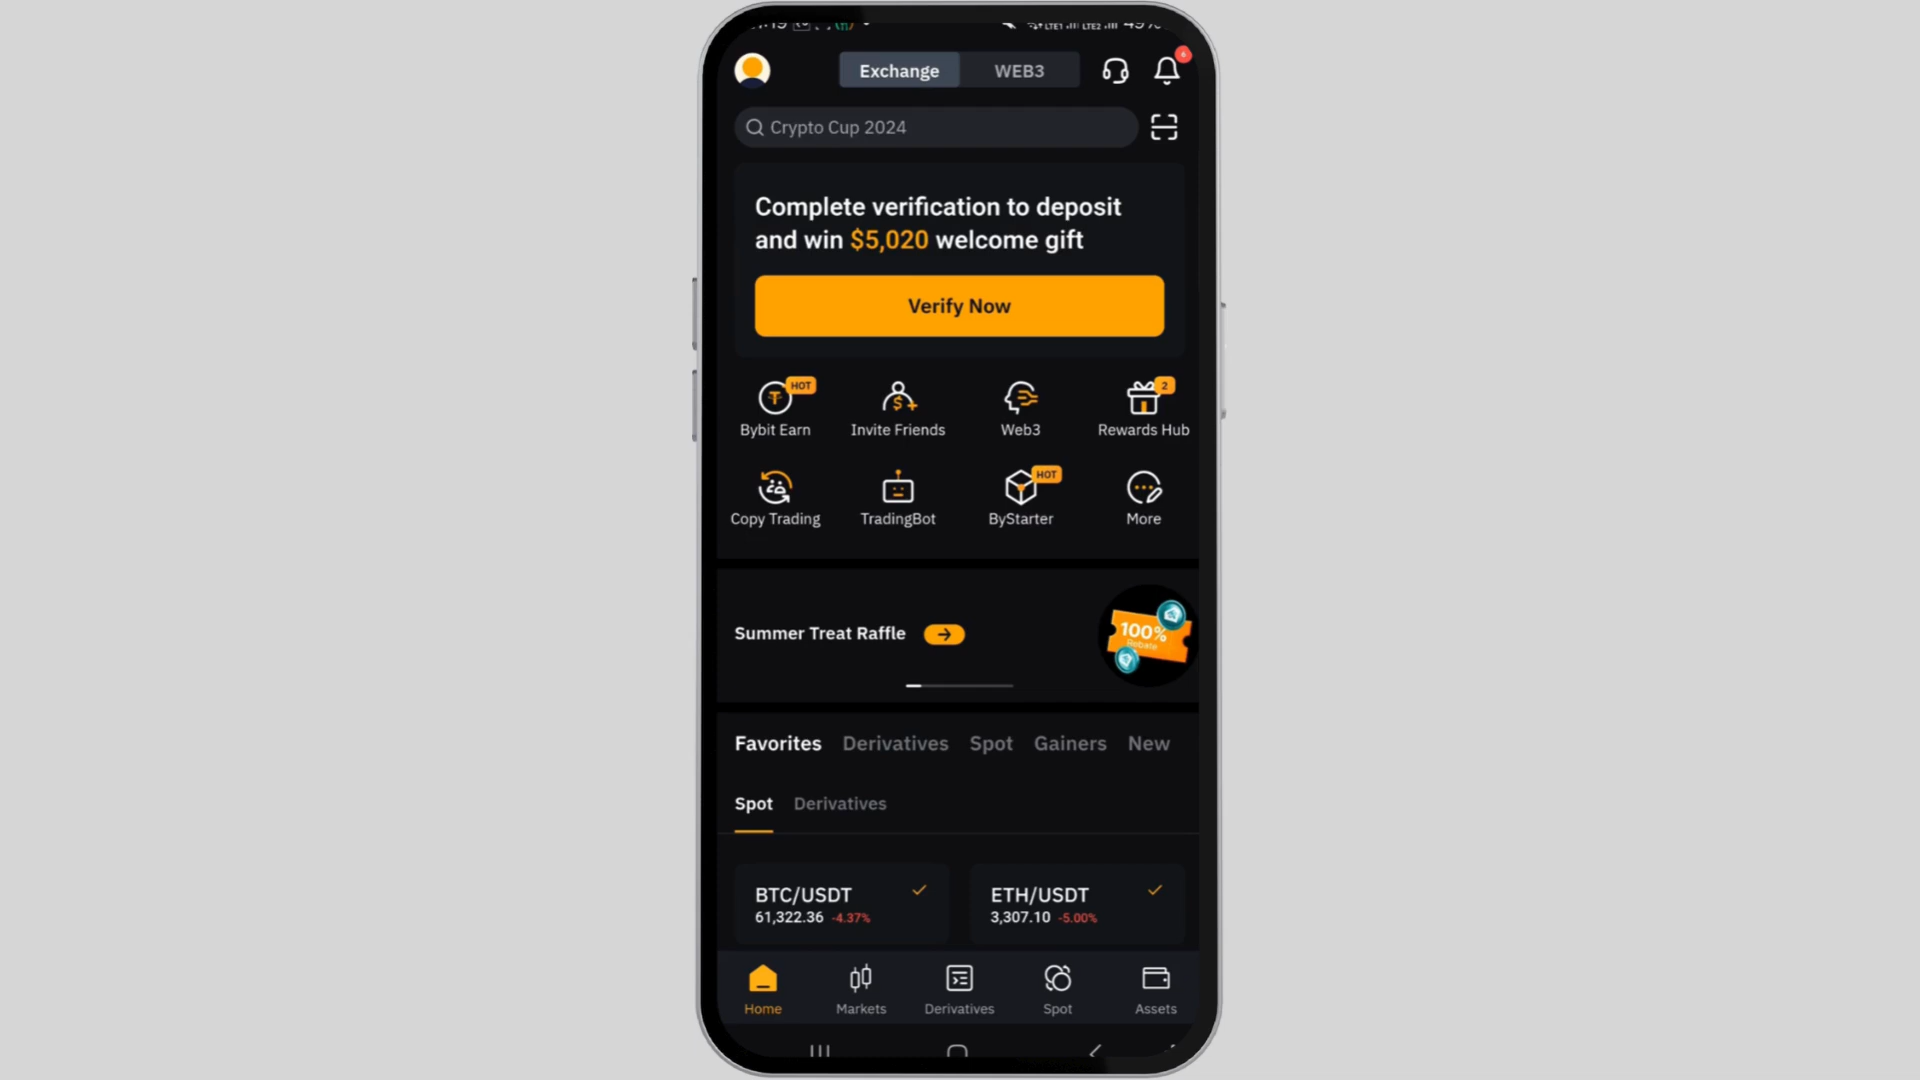 Exchange WEB3
6
Crypto Cup 2024
Complete verification to deposit
and win $5,020 welcome gift
Verify Now
HOT
2
Bybit Earn Invite Friends Web3 Rewards Hub
HOT
Copy Trading TradingBot ByStarter More
Summer Treat Raffle
100%
Rebate
Favorites Derivatives Spot Gainers New
Spot Derivatives
BTC/USDT ETH/USDT
61,322.36 -4.37% 3,307.10 -5.00%
Home Markets Derivatives Spot Assets